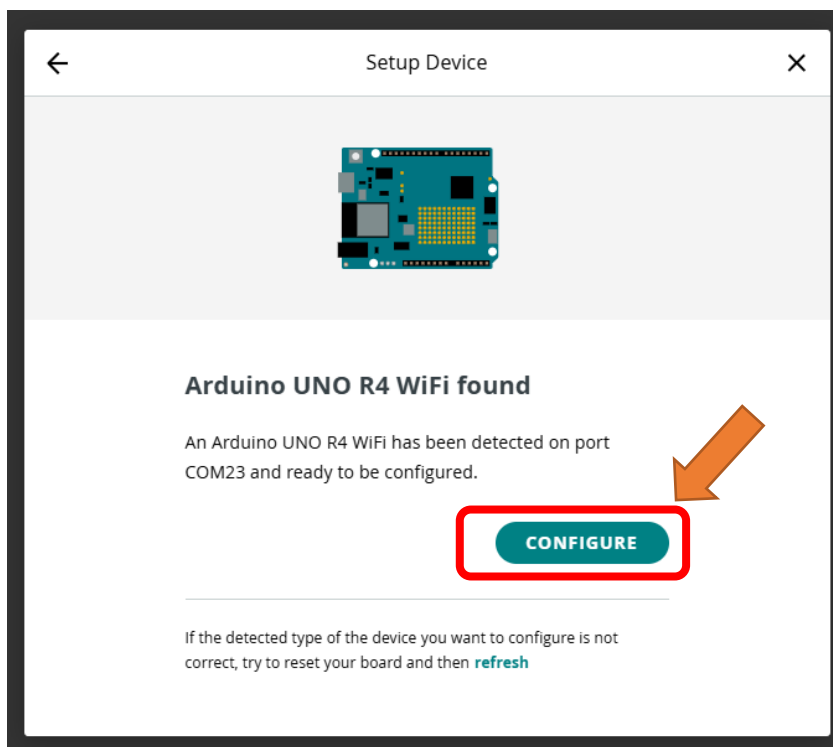 Setup Device
Arduino UNO R4 WiFi found
An Arduino UNO R4 WiFi has been detected on port
COM23 and ready to be configured.
CONFIGURE
If the detected type of the device you want to configure is not
correct, try to reset your board and then refresh